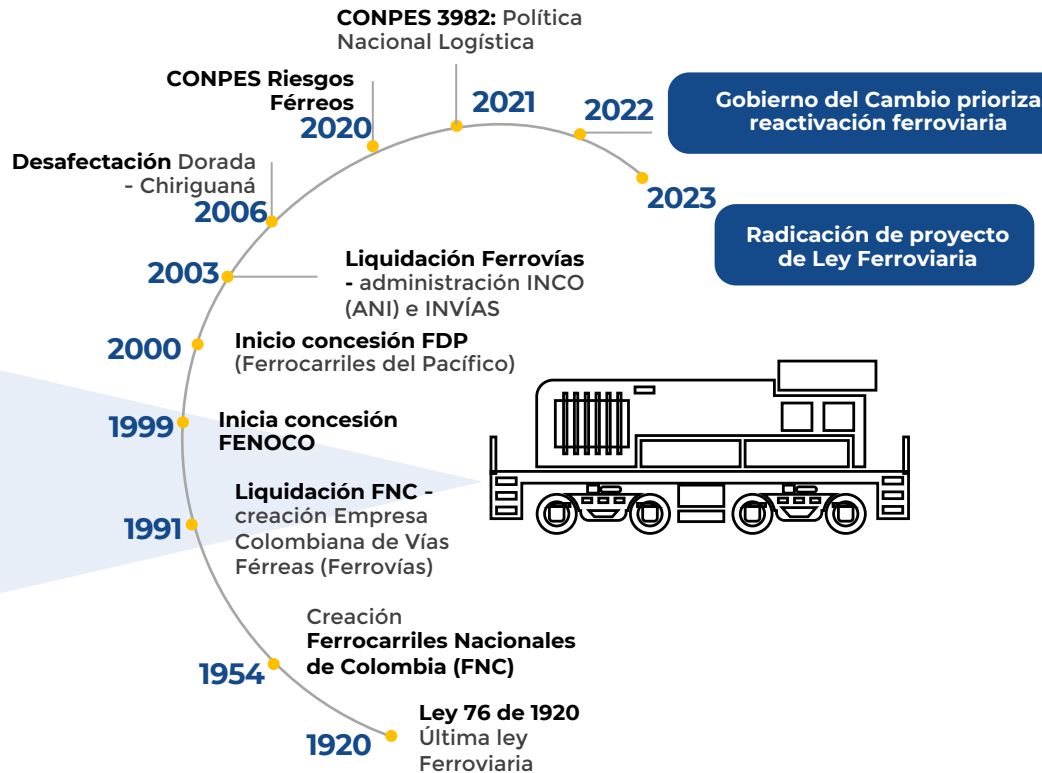 CONPES 3982: Política
Nacional Logística
2021
CONPES Riesgos
Férreos
2020
2022
Gobierno del Cambio prioriza
reactivación ferroviaria
2023
Radicación de proyecto
de Ley Ferroviaria
Desafectación Dorada
- Chiriguaná
2006
2003
Liquidación Ferrovías
- administración INCO
(ANI) e INVÍAS
2000
Inicio concesión FDP
(Ferrocarriles del Pacífico)
1999
Inicia concesión
FENOCO
1991
Liquidación FNC -
creación Empresa
Colombiana de Vías
Férreas (Ferrovías)
1954
Creación
Ferrocarriles Nacionales
de Colombia (FNC)
1920
Ley 76 de 1920
Última ley
Ferroviaria